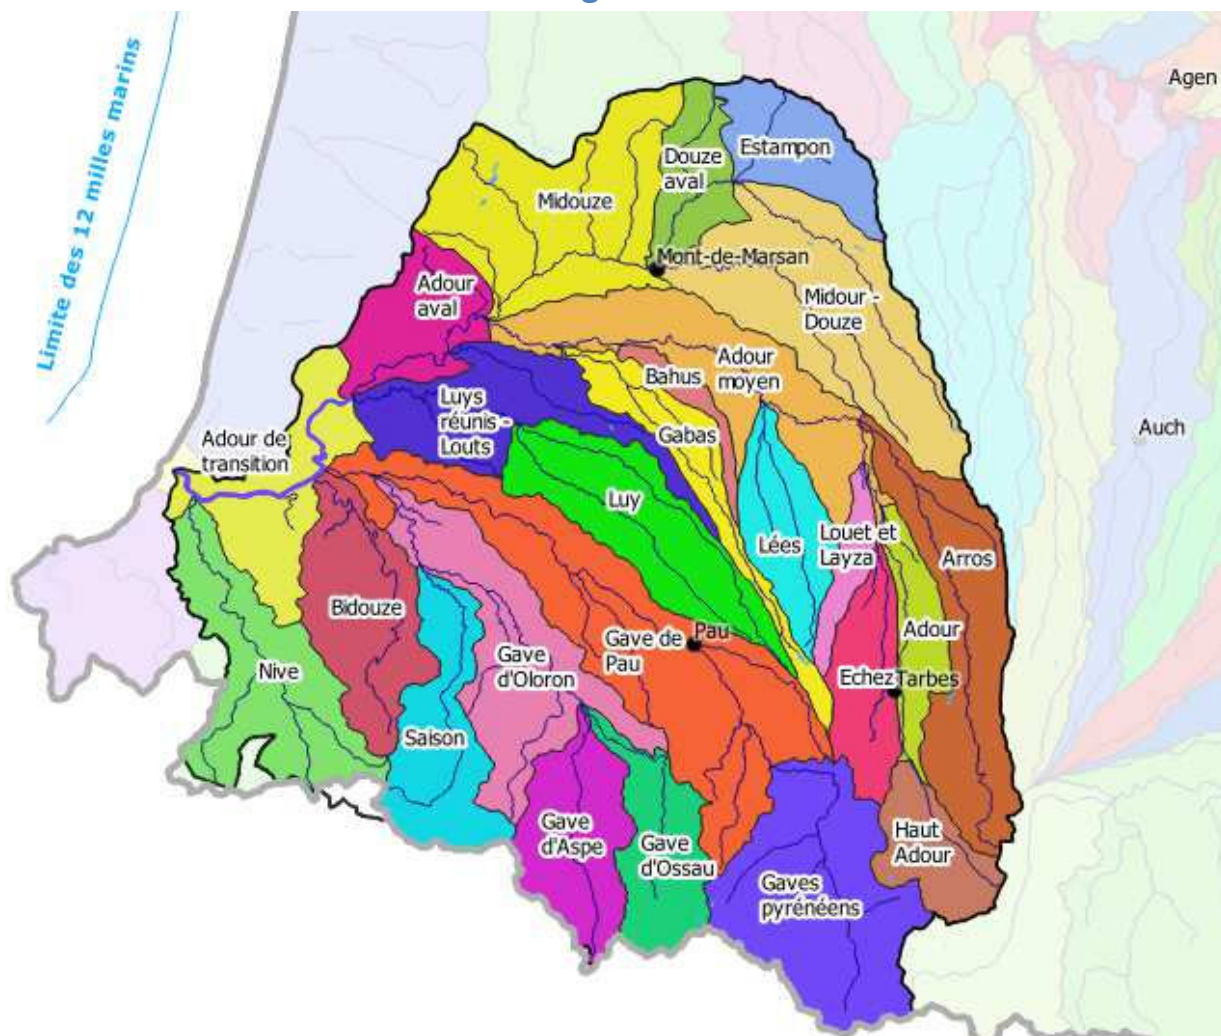 Limite des 12 milles marins
Agen
Estampon
Douze
aval
Midouze
Mont-de-Marsan
Adour
aval
Midour -
Douze
Adour
moyen
Bahus
Luys
réunis -
Louts
Gabas
Auch
Adour de
transition
Luy
Lées
Louet et
Layza
Arros
Bidouze
Adour
Pau
Gave de
Pau
Gave
d'Oloron
Nive
Echez
Tarbes
Saison
Gave
d'Aspe
Gave
d'Ossau
Haut
Adour
Gaves
pyrénéens